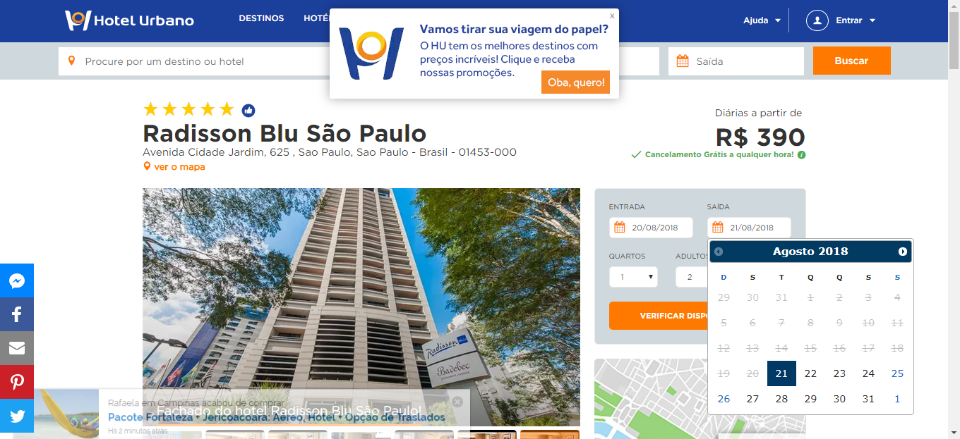 Hotel Urbano
DESTINOS
Ajuda
Entrar
x
Vamos tirar sua viagem do papel?
O HU tem os melhores destinos com
preços incríveis! Clique e receba
nossas promoções.
Oba, quero!
Procure por um destino ou hotel
Saída
Buscar
Radisson Blu São Paulo
Avenida Cidade Jardim, 625 , Sao Paulo, Sao Paulo - Brasil - 01453-000
ver o mapa
Diárias a partir de
R$ 390
Cancelamento Grátis a qualquer hora!
ENTRADA SAÍDA
20/08/2018 21/08/2018
QUARTOS ADULTOS
1 2
VERIFICAR DISP
Agosto 2018
D S T Q Q S S
29 30 31 1 2 3 4
5 6 7 8 9 10 11
12 13 14 15 16 17 18
19 20 21 22 23 24 25
26 27 28 29 30 31 1
Radisson
Badebec
Rafaela em Campinas acabou de comprar
Pacote Fortaleza + Jericoacoara: Aéreo, Hotel + Opção de Traslados
Há 2 minutos atrás
Fachado do hotel Radisson Blu São Paulo